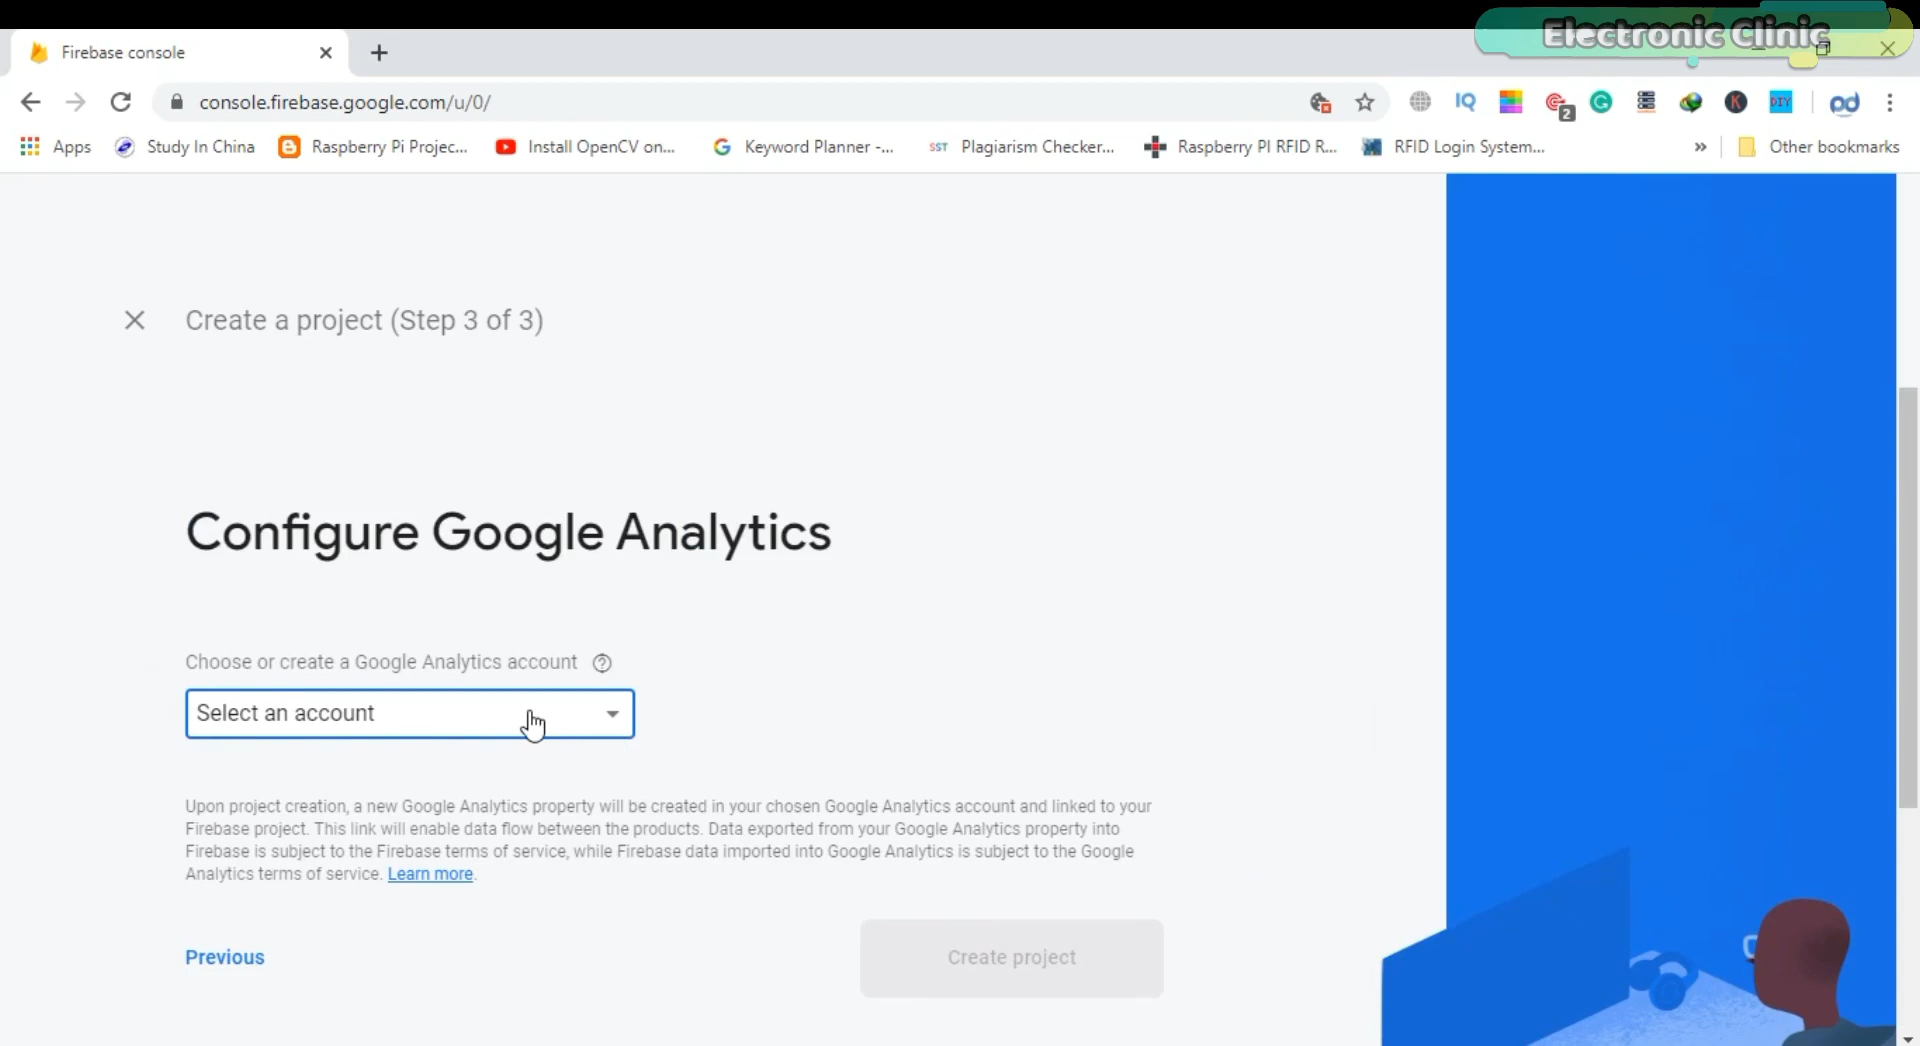 Electronic Clinic
Firebase console
console.firebase.google.com/u/0/
IQ
2
G
K
DIY
pd
Apps
Study In China
Raspberry Pi Projec...
Install OpenCV on...
Keyword Planner -...
SST
Plagiarism Checker...
Raspberry PI RFID R...
RFID Login System...
»
Other bookmarks
Create a project (Step 3 of 3)
Configure Google Analytics
Choose or create a Google Analytics account
Select an account
Upon project creation, a new Google Analytics property will be created in your chosen Google Analytics account and linked to your
Firebase project. This link will enable data flow between the products. Data exported from your Google Analytics property into
Firebase is subject to the Firebase terms of service, while Firebase data imported into Google Analytics is subject to the Google
Analytics terms of service. Learn more.
Previous
Create project